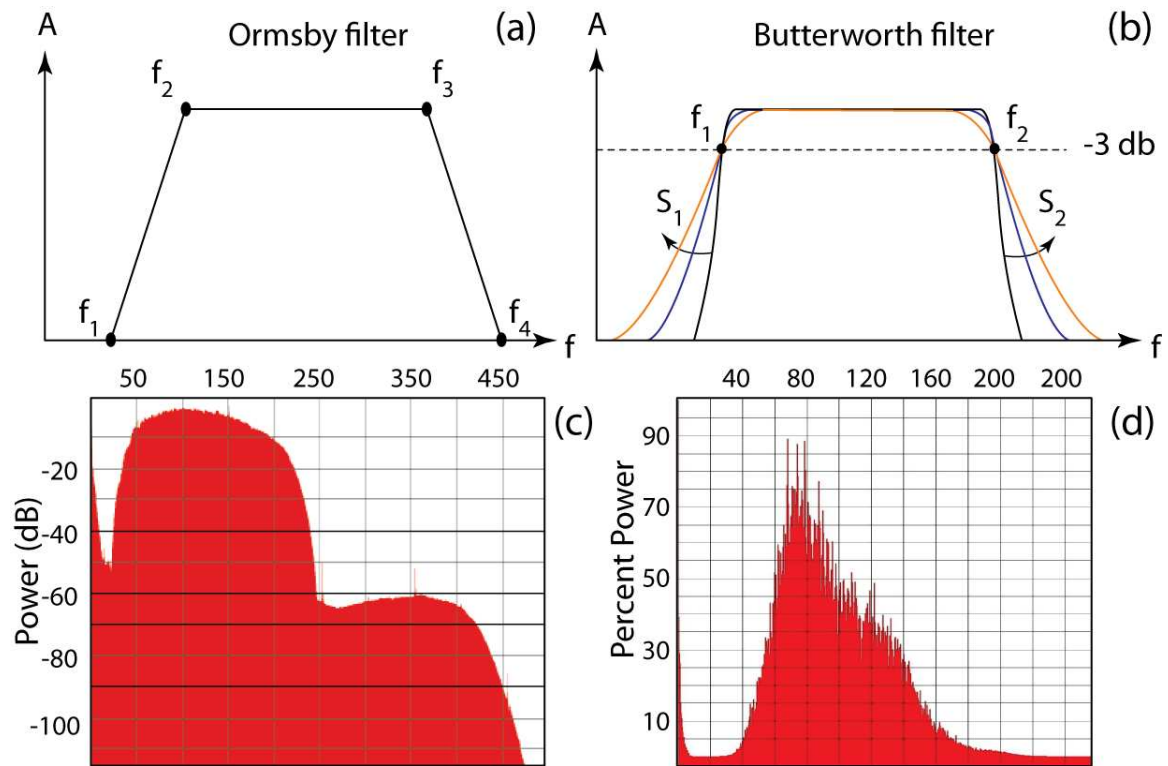 A
Ormsby filter
(a)
f2
f3
f1
f4
f
A
Butterworth filter
(b)
f1
f2
-3 db
S1
S2
f
50 150 250 350 450
(c)
Power (dB)
-20
-40
-60
-80
-100
40 80 120 160 200 200
(d)
Percent Power
90
70
50
30
10